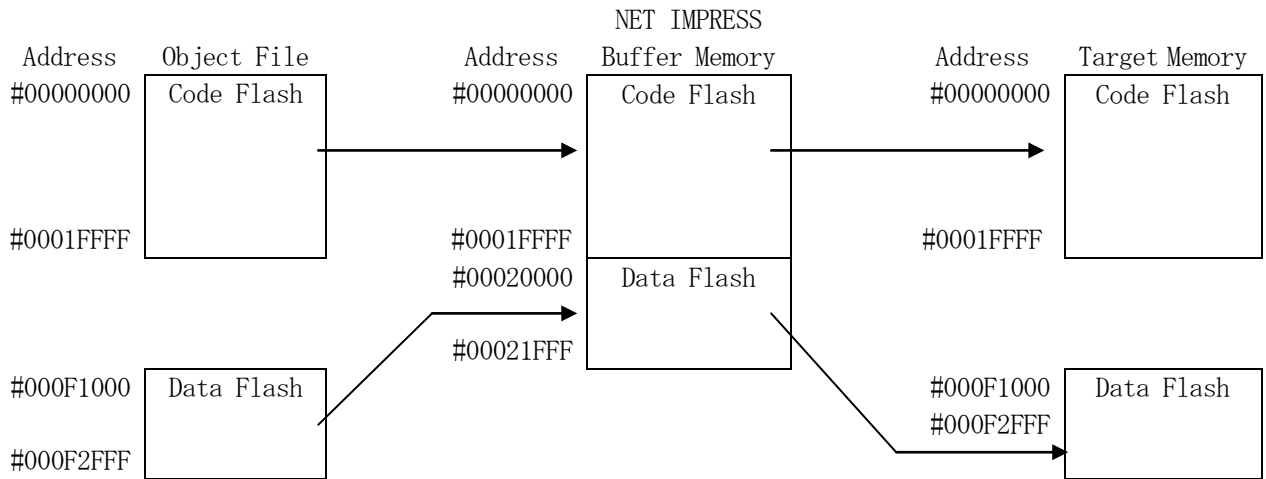 NET IMPRESS
Address Object File Address Buffer Memory Address Target Memory
#00000000 Code Flash #00000000 Code Flash #00000000 Code Flash
#0001FFFF #0001FFFF #0001FFFF
#00020000 Data Flash
#00021FFF
#000F1000 Data Flash #000F1000 Data Flash
#000F2FFF
#000F2FFF